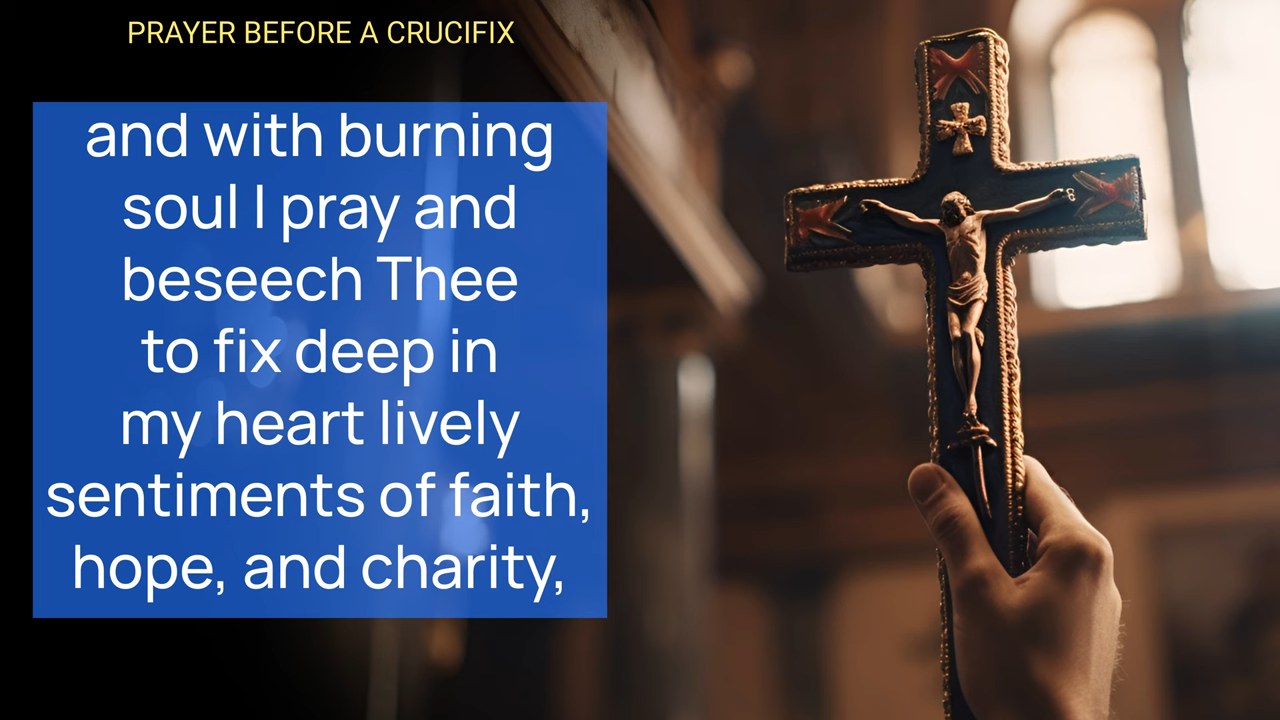 PRAYER BEFORE A CRUCIFIX
and with burning
soul I pray and
beseech Thee
to fix deep in
my heart lively
sentiments of faith,
hope, and charity,